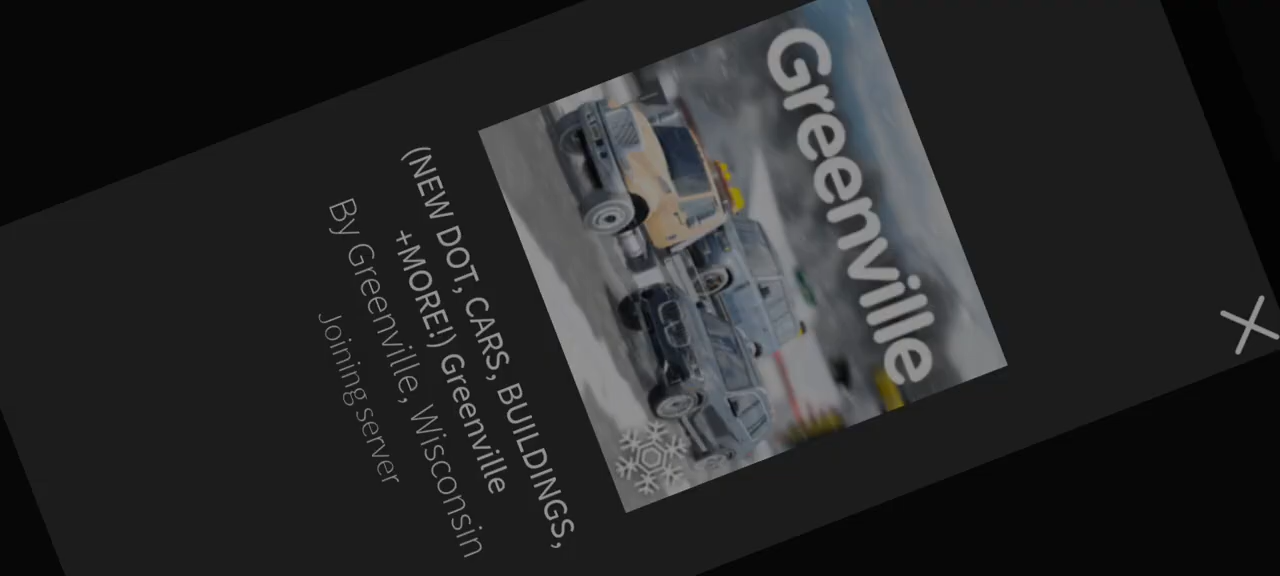 Greenville
(NEW DOT, CARS, BUILDINGS,
+MORE!) Greenville
By Greenville, Wisconsin
Joining server